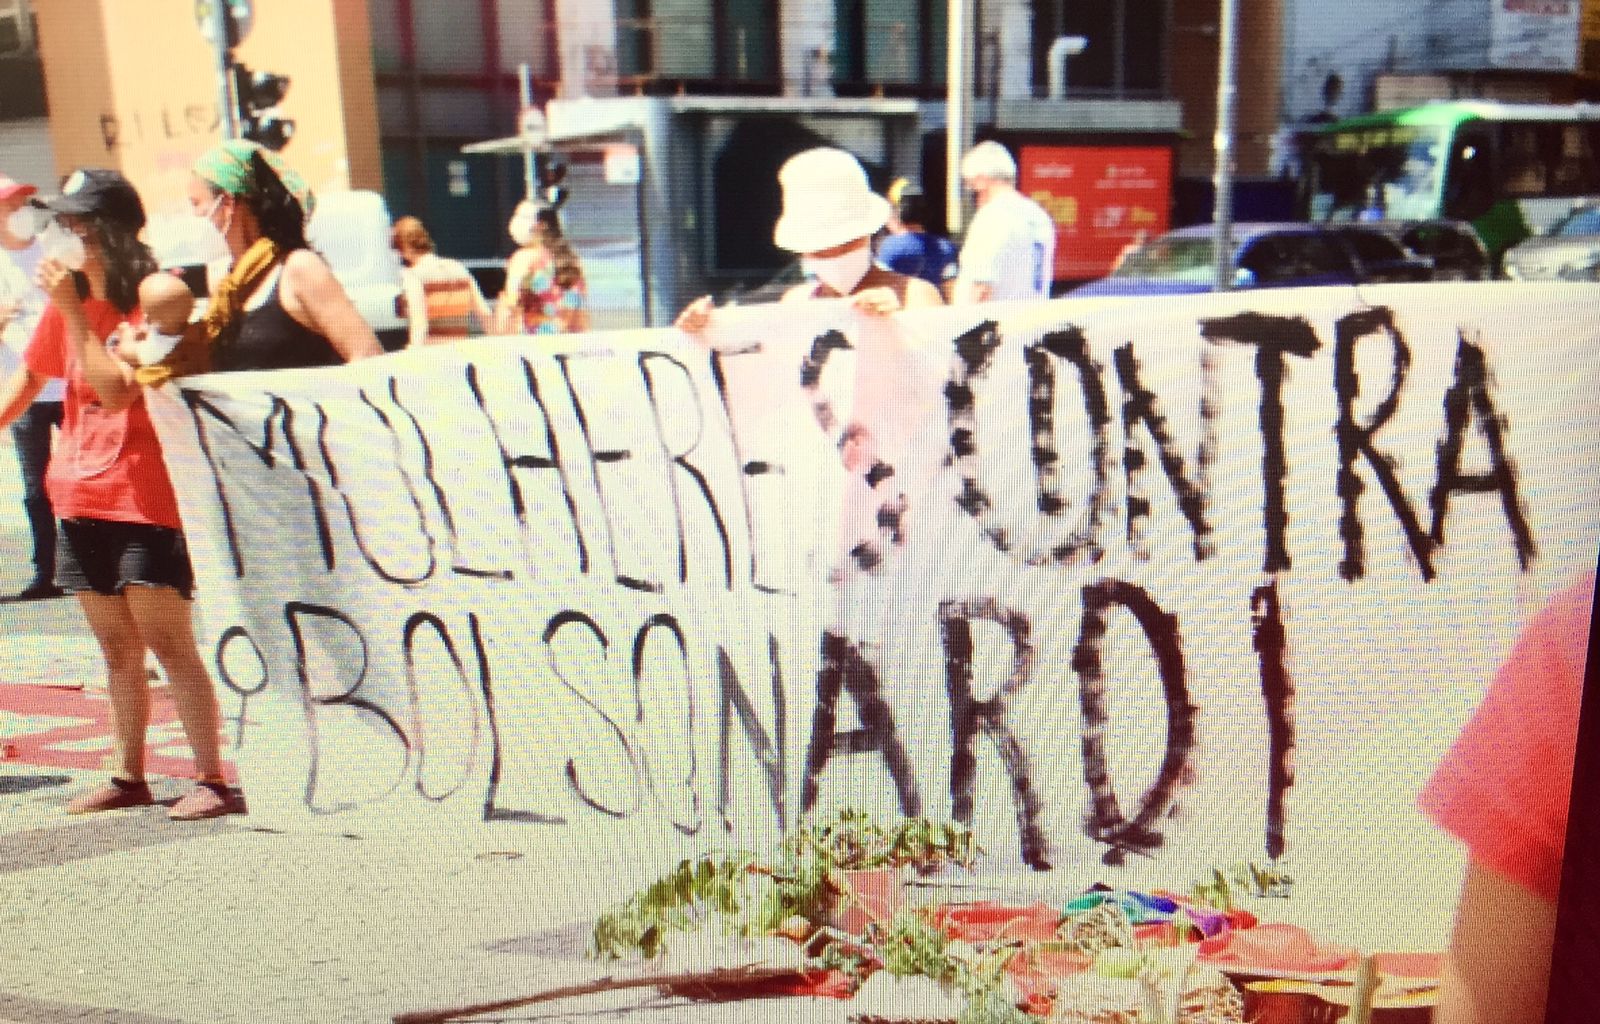 MULHERES CONTRA
♀ BOLSONARO!